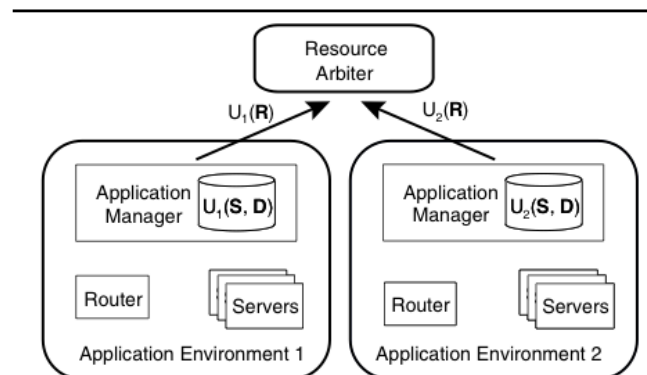 Resource
Arbiter
U₁(R)
U₂(R)
Application
Manager
U₁(S, D)
Router
Servers
Application Environment 1
Application
Manager
U₂(S, D)
Router
Servers
Application Environment 2